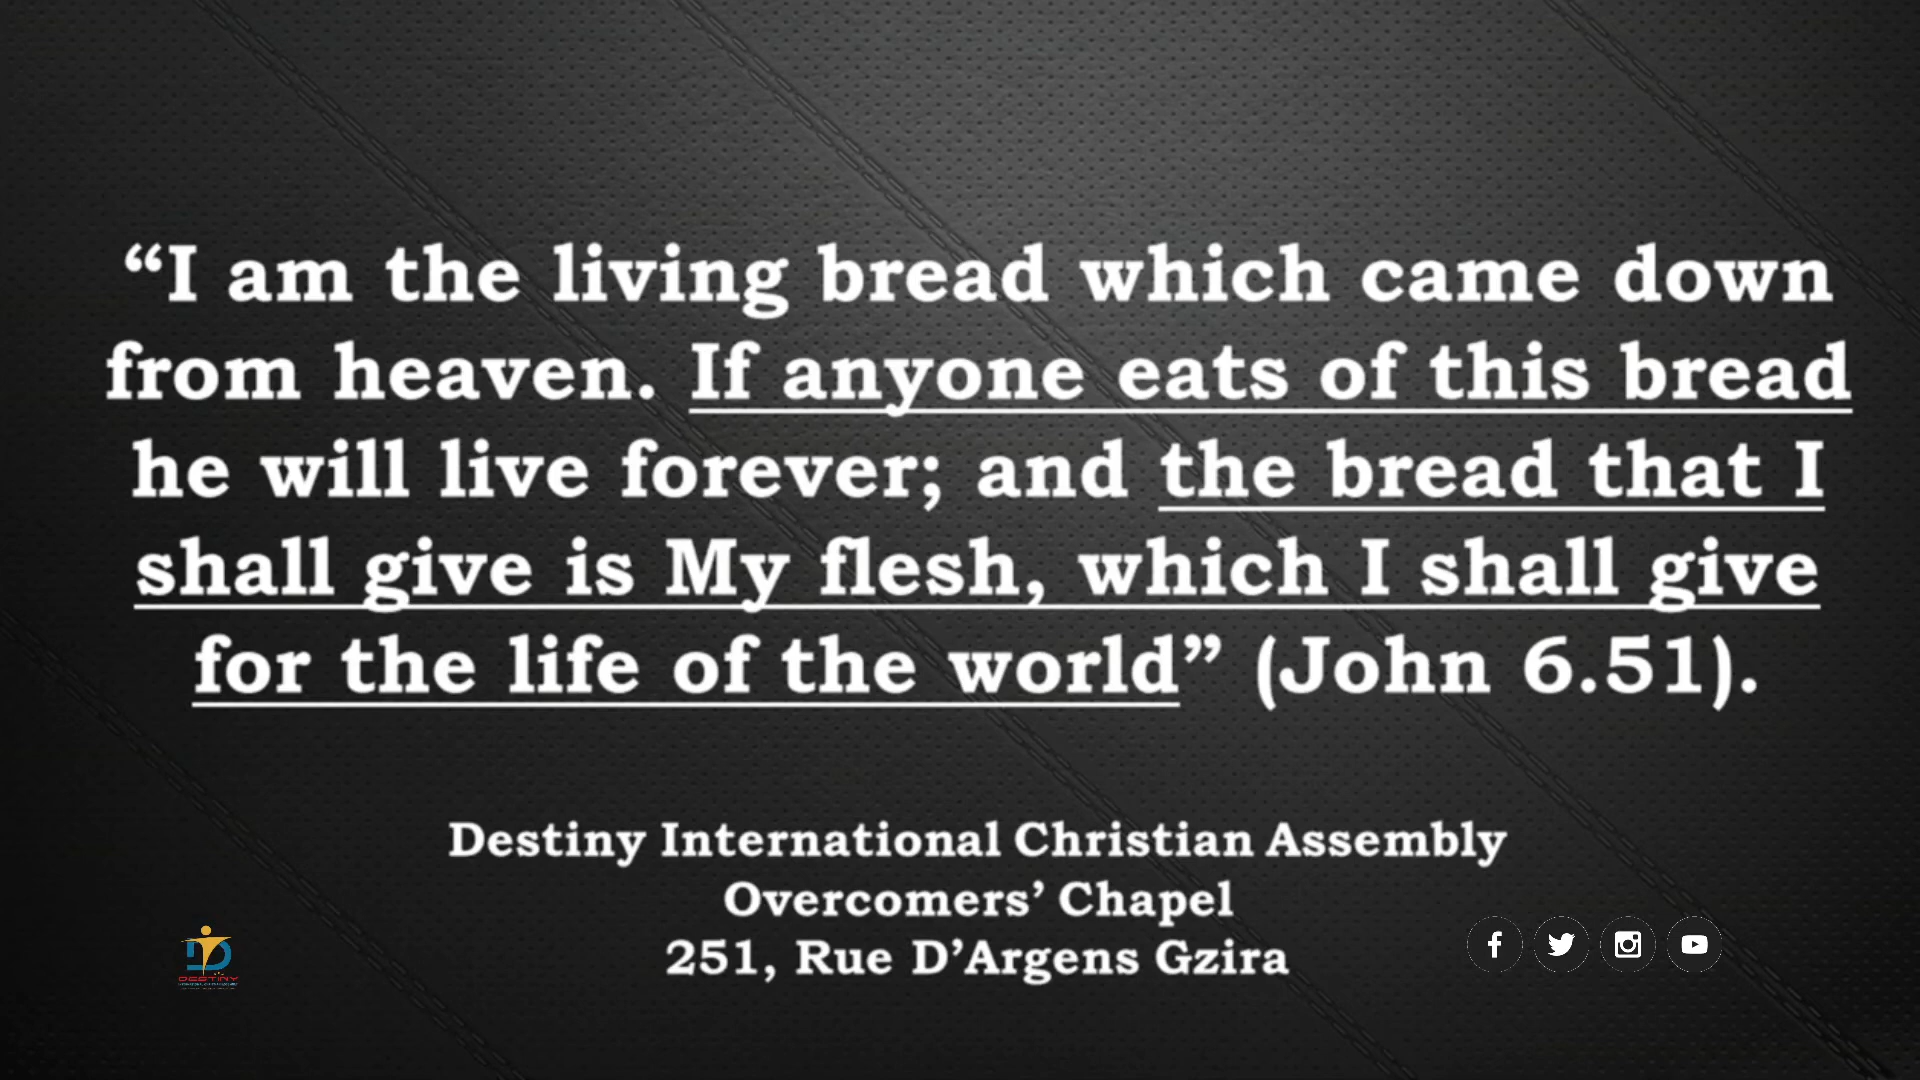 “I am the living bread which came down
from heaven. If anyone eats of this bread
he will live forever; and the bread that I
shall give is My flesh, which I shall give
for the life of the world” (John 6.51).
Destiny International Christian Assembly
Overcomers’ Chapel
251, Rue D’Argens Gzira
DESTINY